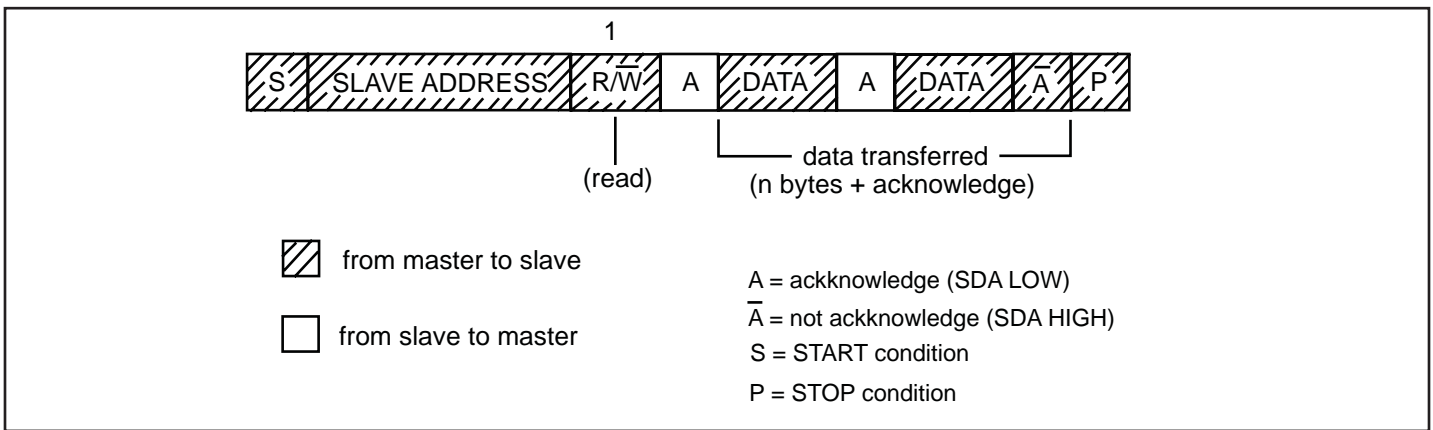 1
S SLAVE ADDRESS R/W̅ A DATA A DATA A̅ P
(read)
data transferred
(n bytes + acknowledge)
from master to slave
from slave to master
A = ackknowledge (SDA LOW)
A̅ = not ackknowledge (SDA HIGH)
S = START condition
P = STOP condition